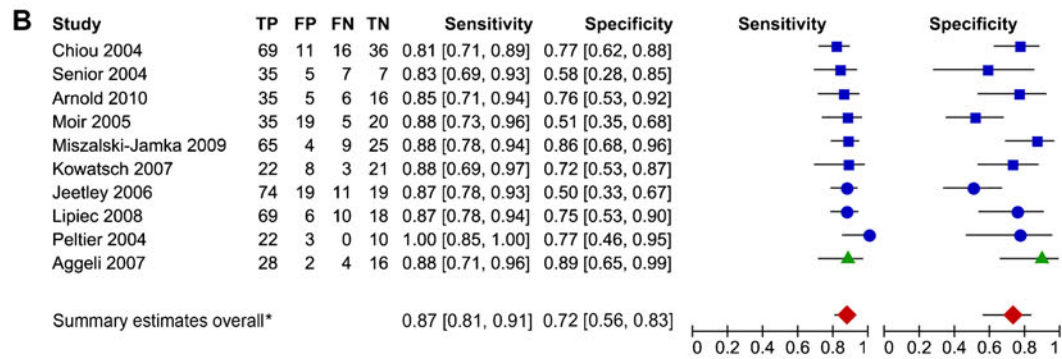 B Study TP FP FN TN Sensitivity Specificity Sensitivity Specificity
Chiou 2004 69 11 16 36 0.81 [0.71, 0.89] 0.77 [0.62, 0.88]
Senior 2004 35 5 7 7 0.83 [0.69, 0.93] 0.58 [0.28, 0.85]
Arnold 2010 35 5 6 16 0.85 [0.71, 0.94] 0.76 [0.53, 0.92]
Moir 2005 35 19 5 20 0.88 [0.73, 0.96] 0.51 [0.35, 0.68]
Miszalski-Jamka 2009 65 4 9 25 0.88 [0.78, 0.94] 0.86 [0.68, 0.96]
Kowatsch 2007 22 8 3 21 0.88 [0.69, 0.97] 0.72 [0.53, 0.87]
Jeetley 2006 74 19 11 19 0.87 [0.78, 0.93] 0.50 [0.33, 0.67]
Lipiec 2008 69 6 10 18 0.87 [0.78, 0.94] 0.75 [0.53, 0.90]
Peltier 2004 22 3 0 10 1.00 [0.85, 1.00] 0.77 [0.46, 0.95]
Aggeli 2007 28 2 4 16 0.88 [0.71, 0.96] 0.89 [0.65, 0.99]
Summary estimates overall* 0.87 [0.81, 0.91] 0.72 [0.56, 0.83]
0 0.2 0.4 0.6 0.8 1 0 0.2 0.4 0.6 0.8 1